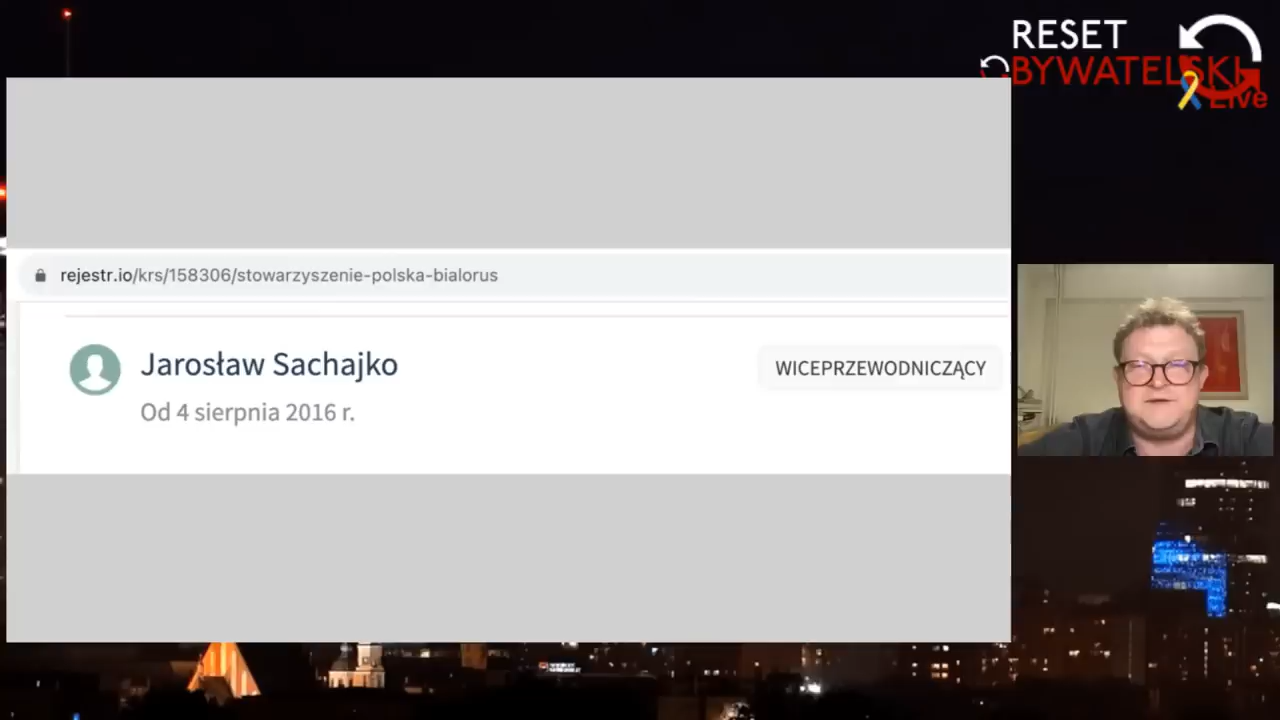 RESET
OBYWATELSKI
Live
rejestr.io/krs/158306/stowarzyszenie-polska-bialorus
Jarosław Sachajko
WICEPRZEWODNICZĄCY
Od 4 sierpnia 2016 r.